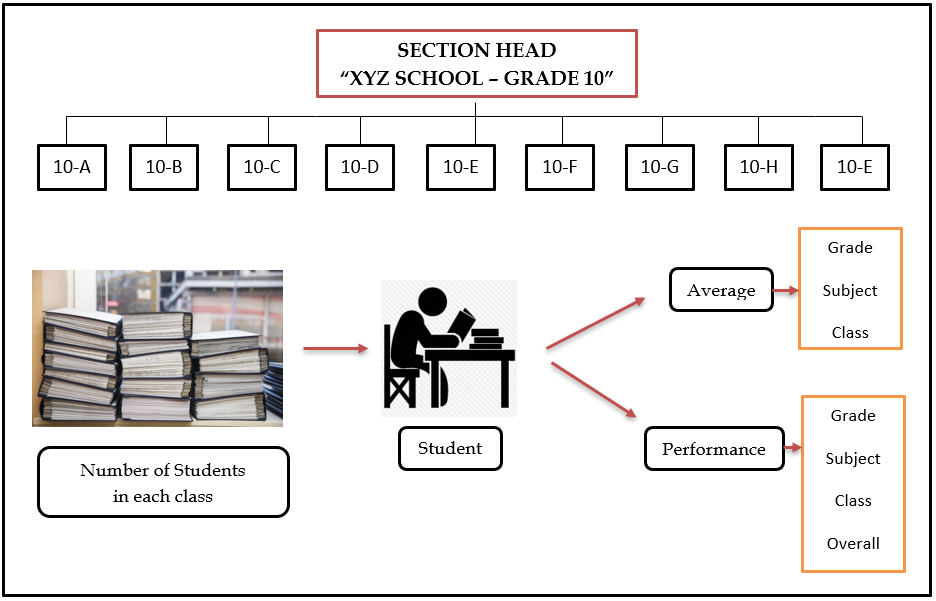 SECTION HEAD
“XYZ SCHOOL – GRADE 10”
10-A
10-B
10-C
10-D
10-E
10-F
10-G
10-H
10-E
Number of Students
in each class
Student
Average
Grade
Subject
Class
Performance
Grade
Subject
Class
Overall